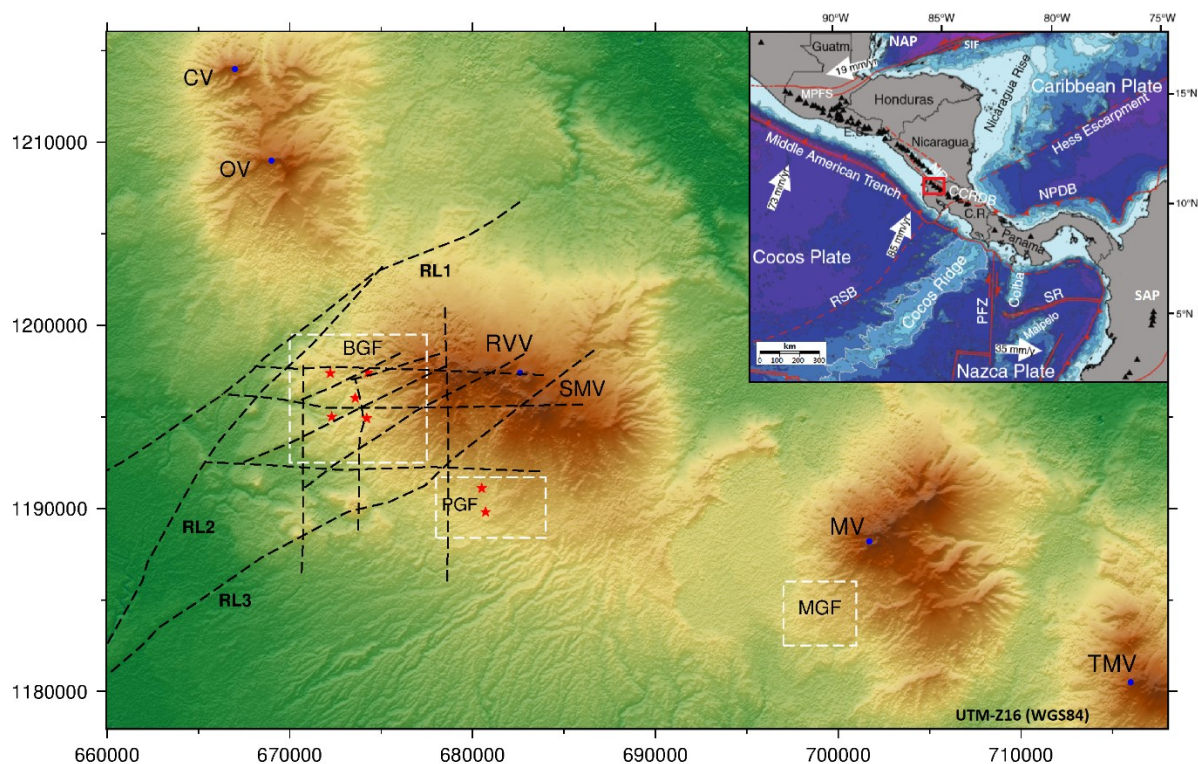 90°W
85°W
80°W
75°W
Guatm.
NAP
SIF
19 mm/yr
MPFS
Honduras
Nicaragua Rise
Caribbean Plate
15°N
E.S.
Nicaragua
Hess Escarpment
Middle American Trench
73 mm/yr
CCRDB
NPDB
10°N
C.R.
Panama
85 mm/yr
Cocos Plate
Cocos Ridge
RSB
PFZ
Coiba
SR
SAP
5°N
Malpelo
km
0 100 200 300
35 mm/y
Nazca Plate
CV
1210000
OV
RL1
1200000
BGF
RVV
SMV
1190000
PGF
RL2
MV
RL3
MGF
TMV
1180000
UTM-Z16 (WGS84)
660000
670000
680000
690000
700000
710000